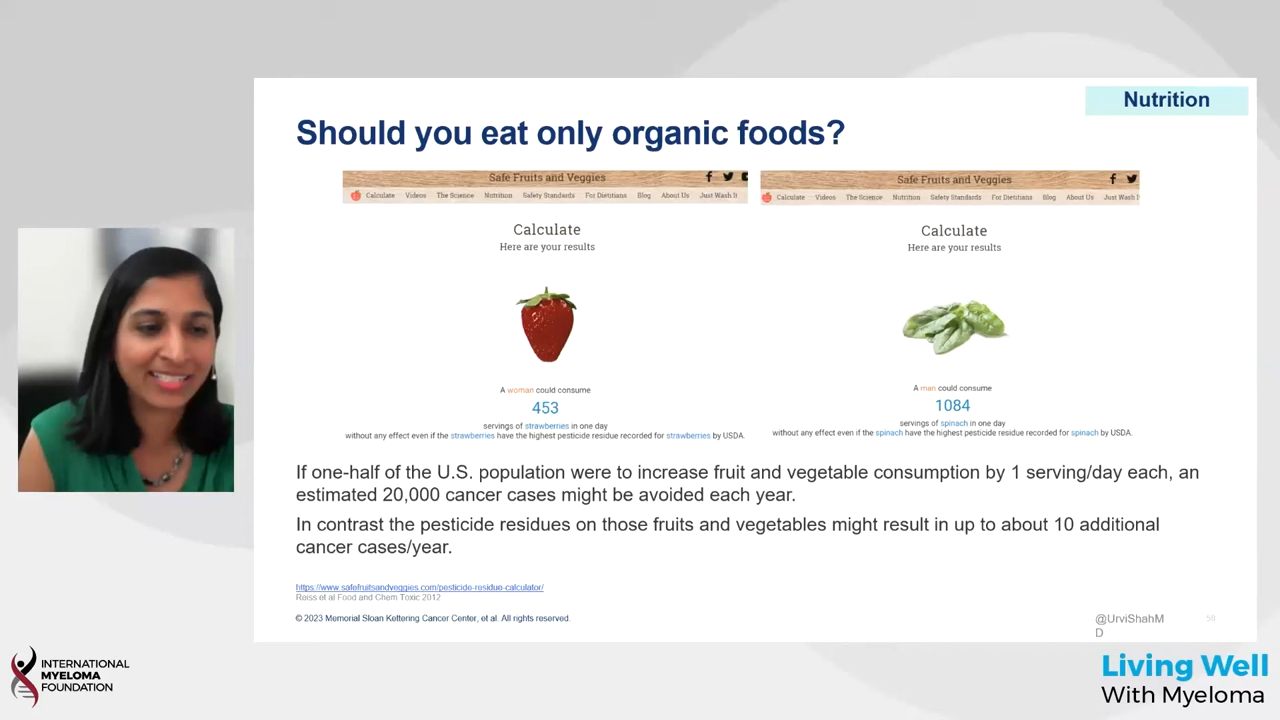 Nutrition
Should you eat only organic foods?
Safe Fruits and Veggies
Calculate Videos The Science Nutrition Safety Standards For Dietitians Blog About Us Just Wash It
Calculate
Here are your results
A woman could consume
453
servings of strawberries in one day
without any effect even if the strawberries have the highest pesticide residue recorded for strawberries by USDA.
Safe Fruits and Veggies
Calculate Videos The Science Nutrition Safety Standards For Dietitians Blog About Us Just Wash I
Calculate
Here are your results
A man could consume
1084
servings of spinach in one day
without any effect even if the spinach have the highest pesticide residue recorded for spinach by USDA.
If one-half of the U.S. population were to increase fruit and vegetable consumption by 1 serving/day each, an
estimated 20,000 cancer cases might be avoided each year.
In contrast the pesticide residues on those fruits and vegetables might result in up to about 10 additional
cancer cases/year.
https://www.safefruitsandveggies.com/pesticide-residue-calculator/
Reiss et al Food and Chem Toxic 2012
© 2023 Memorial Sloan Kettering Cancer Center, et al. All rights reserved.
@UrviShahM
D
59
INTERNATIONAL
MYELOMA
FOUNDATION
Living Well
With Myeloma